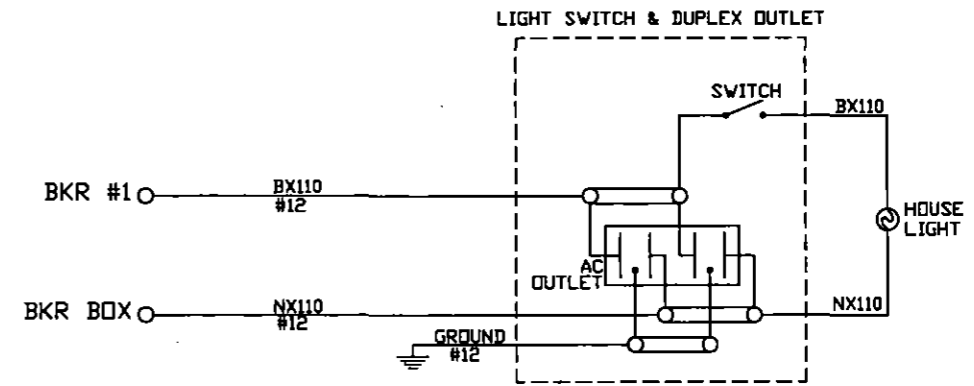 LIGHT SWITCH & DUPLEX OUTLET
SWITCH
BX110
BKR #1
BX110
#12
HOUSE
LIGHT
AC
OUTLET
BKR BOX
NX110
#12
NX110
GROUND
#12